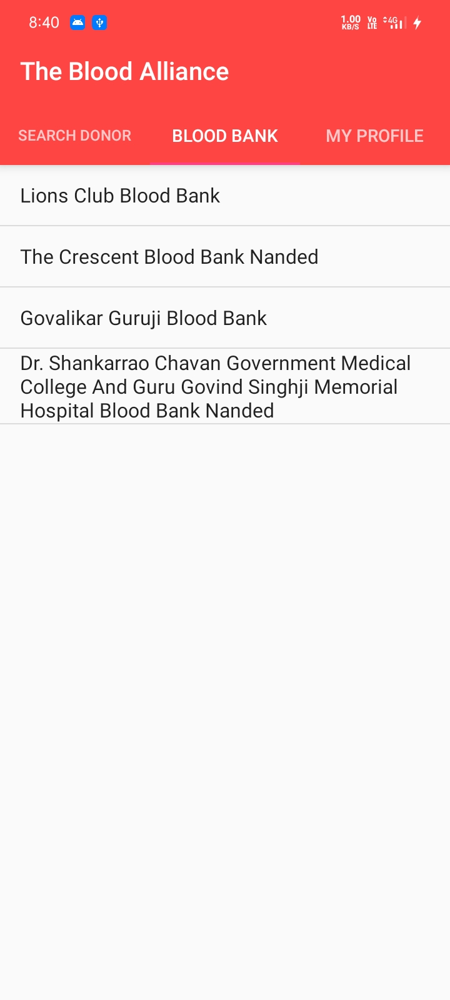 8:40
1.00 KB/S Vo LTE 4G
The Blood Alliance
SEARCH DONOR BLOOD BANK MY PROFILE
Lions Club Blood Bank
The Crescent Blood Bank Nanded
Govalikar Guruji Blood Bank
Dr. Shankarrao Chavan Government Medical
College And Guru Govind Singhji Memorial
Hospital Blood Bank Nanded